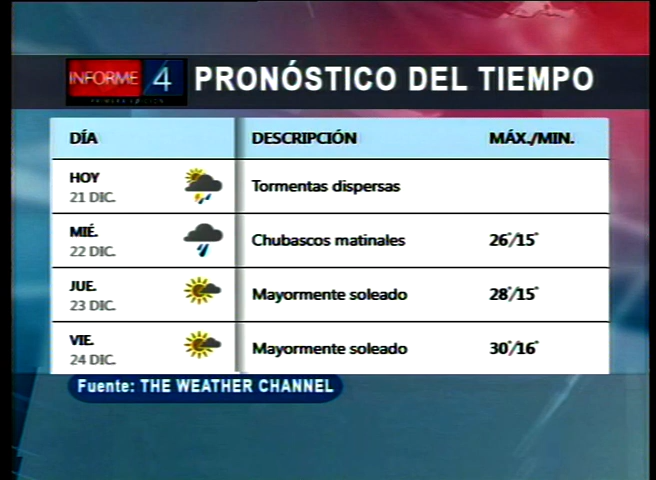 INFORME 4
PRIMERA EDICIÓN
PRONÓSTICO DEL TIEMPO
DÍA DESCRIPCIÓN MÁX./MIN.
HOY
21 DIC. Tormentas dispersas
MIÉ.
22 DIC. Chubascos matinales 26°/15°
JUE.
23 DIC. Mayormente soleado 28°/15°
VIE.
24 DIC. Mayormente soleado 30°/16°
Fuente: THE WEATHER CHANNEL